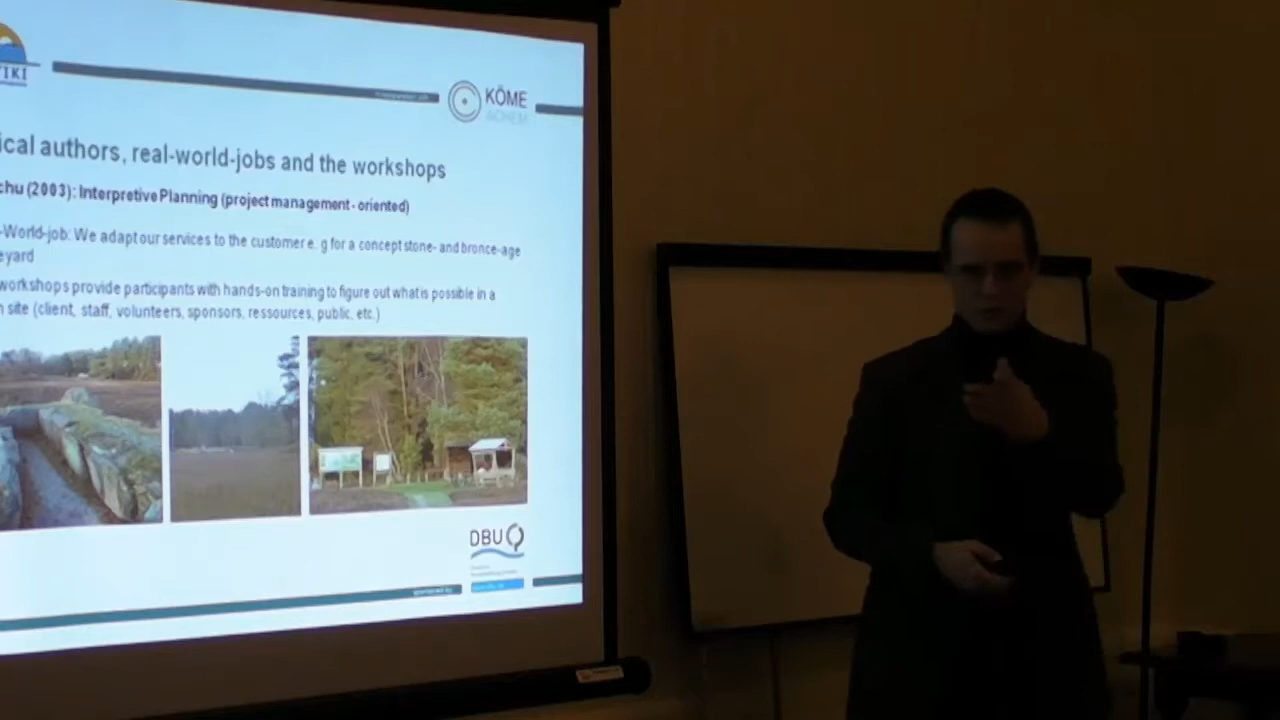 IKI
KÖME
ical authors, real-world-jobs and the workshops
chu (2003): Interpretive Planning (project management - oriented)
-World-job: We adapt our services to the customer e. g for a concept stone- and bronce-age
eyard
workshops provide participants with hands-on training to figure out what is possible in a
n site (client, staff, volunteers, sponsors, ressources, public, etc.)
DBU